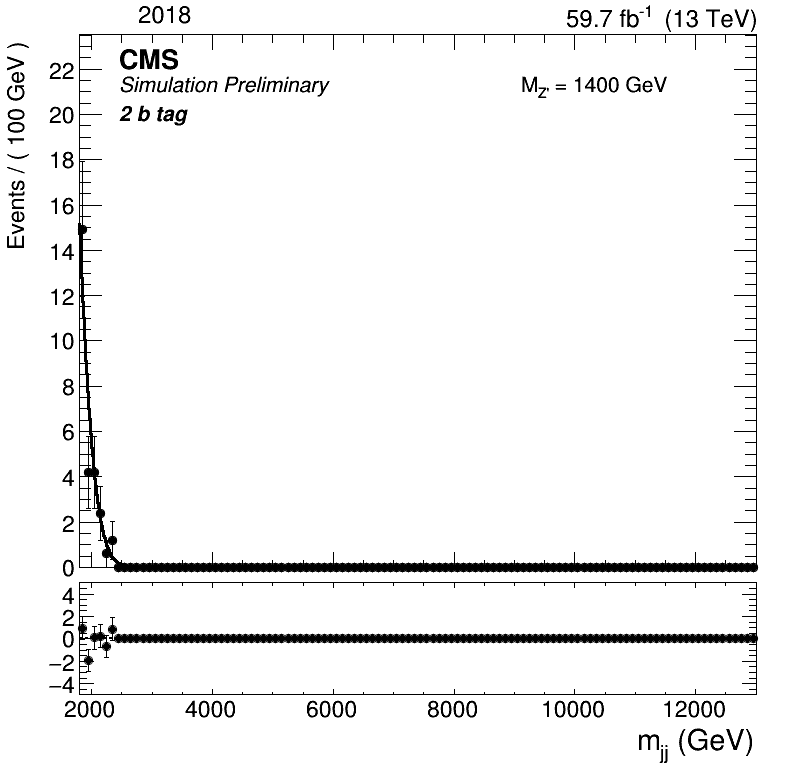 2018
59.7 fb-1 (13 TeV)
CMS
Simulation Preliminary
2 b tag
MZ' = 1400 GeV
Events / ( 100 GeV )
22
20
18
16
14
12
10
8
6
4
2
0
4
2
0
−2
−4
2000 4000 6000 8000 10000 12000
mjj (GeV)